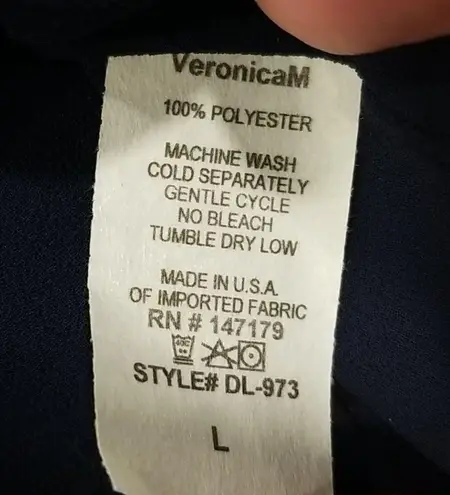 VeronicaM
100% POLYESTER
MACHINE WASH
COLD SEPARATELY
GENTLE CYCLE
NO BLEACH
TUMBLE DRY LOW
MADE IN U.S.A.
OF IMPORTED FABRIC
RN # 147179
40C
STYLE# DL-973
L